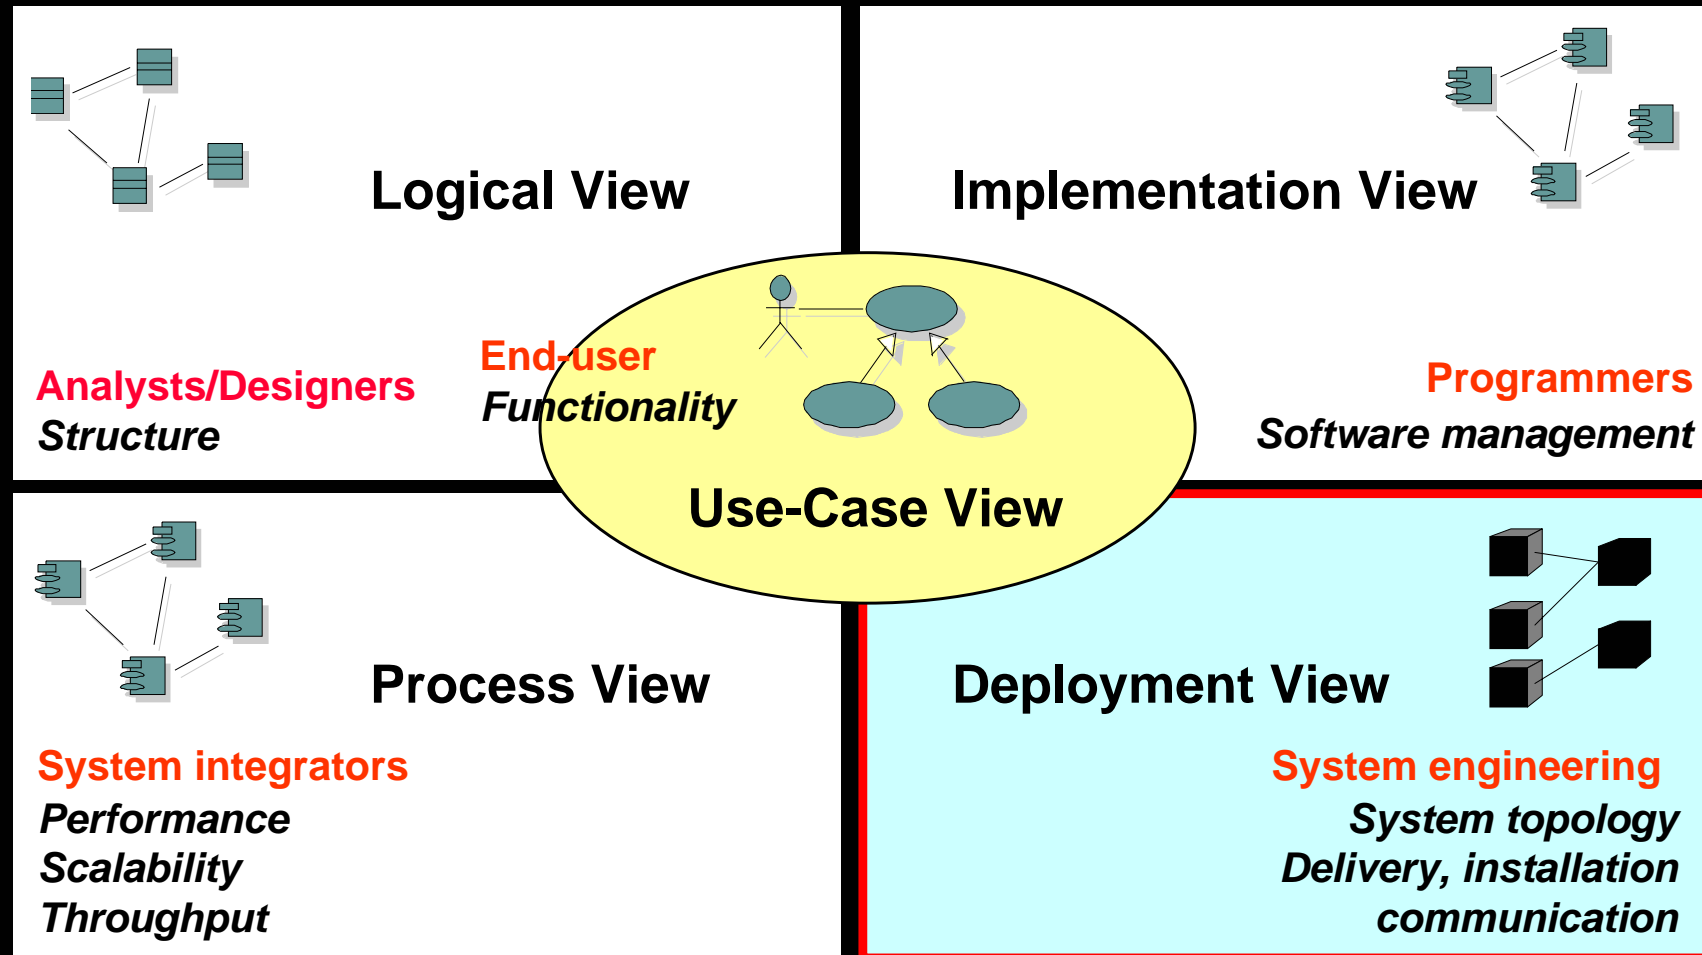 Logical View
Analysts/Designers
Structure
Implementation View
Programmers
Software management
End-user
Functionality
Use-Case View
Process View
System integrators
Performance
Scalability
Throughput
Deployment View
System engineering
System topology
Delivery, installation
communication